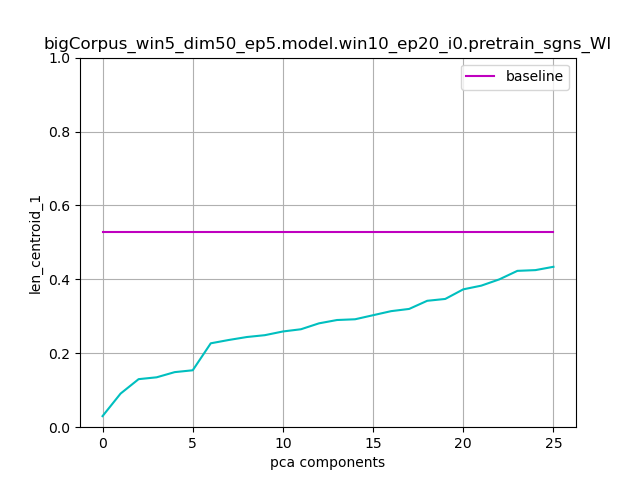 bigCorpus_win5_dim50_ep5.model.win10_ep20_i0.pretrain_sgns_WI
baseline
1.0
0.8
0.6
0.4
0.2
0.0
len_centroid_1
0 5 10 15 20 25
pca components